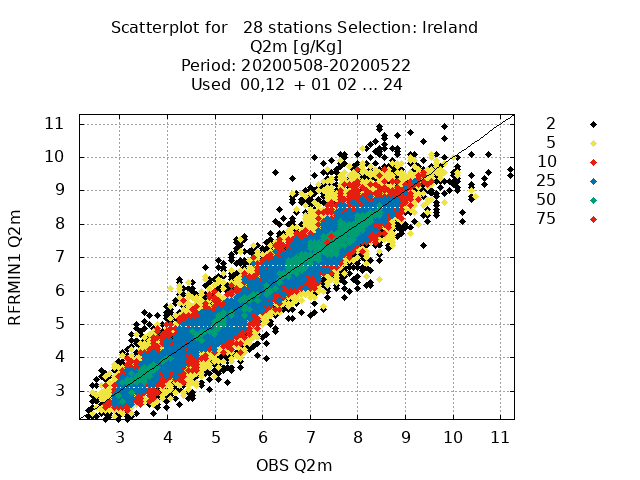 Scatterplot for   28 stations Selection: Ireland
Q2m [g/Kg]
Period: 20200508-20200522
Used  00,12  + 01 02 ... 24
11
10
9
8
7
6
5
4
3
RFRMIN1 Q2m
3 4 5 6 7 8 9 10 11
OBS Q2m
2
5
10
25
50
75